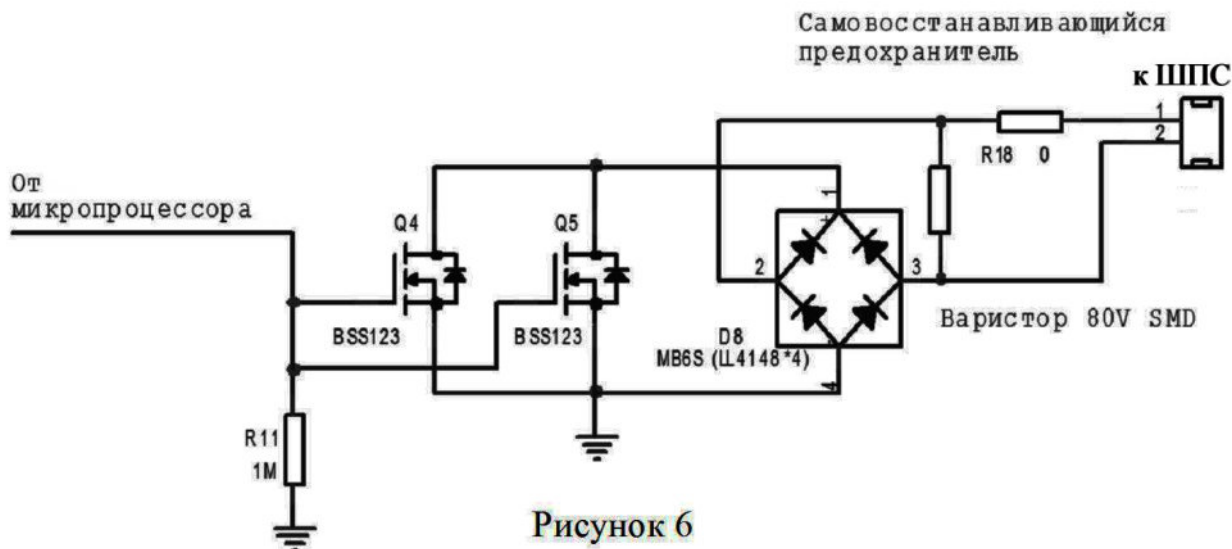 Самовосстанавливающийся
предохранитель
к ШПС
1
2
R18 0
От
микропроцессора
Q4
Q5
1
2
3
BSS123
BSS123
D8
MB6S (LL4148*4)
4
Варистор 80V SMD
R11
1M
Рисунок 6